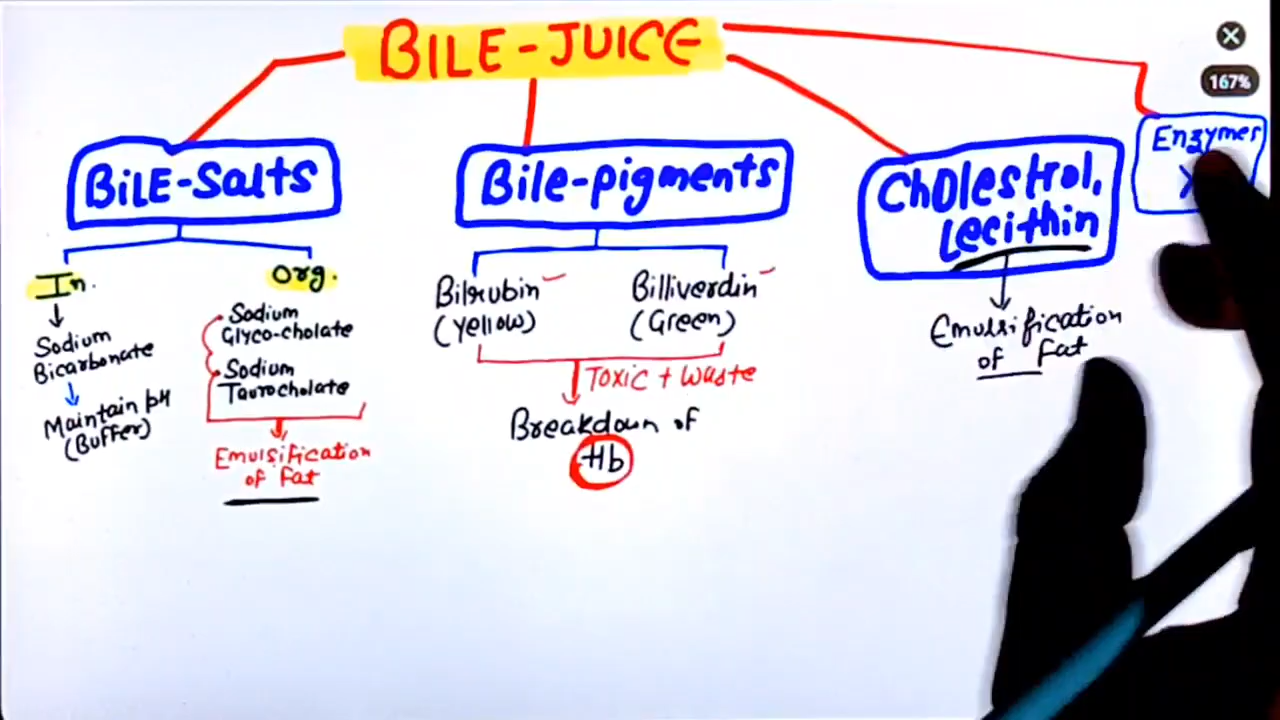 BILE-JUICE
167%
BiLE-Salts
In.
Sodium
Bicarbonate
Maintain pH
(Buffer)
Org.
Sodium
Glyco-cholate
Sodium
Taurocholate
Emulsification
of fat
Bile-pigments
Bilirubin
(Yellow)
Billiverdin
(Green)
Toxic + Waste
Breakdown of
Hb
Cholestrol,
Lecithin
Emulsification
of Fat
Enzymes